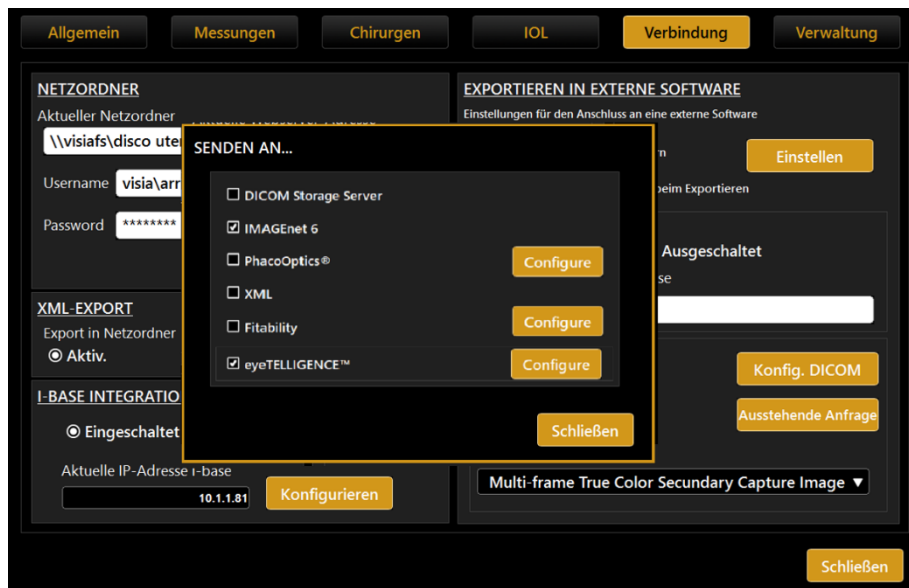 Allgemein
Messungen
Chirurgen
IOL
Verbindung
Verwaltung
NETZORDNER
Aktueller Netzordner
\\visiafs\disco
Username visia\arr
Password ********
XML-EXPORT
Export in Netzordner
Aktiv.
I-BASE
Eingeschaltet
Aktuelle IP-Adresse i-base
10.1.1.81
Konfigurieren
SENDEN AN...
DICOM Storage Server
IMAGEnet 6
PhacoOptics® Configure
XML
Fitability Configure
eyeTELLIGENCE™ Configure
Schließen
EXPORTIEREN IN EXTERNE SOFTWARE
Einstellungen für den Anschluss an eine externe Software
Einstellen
beim Exportieren
Ausgeschaltet
Konfig. DICOM
Ausstehende Anfrage
Multi-frame True Color Secundary Capture Image ▼
Schließen